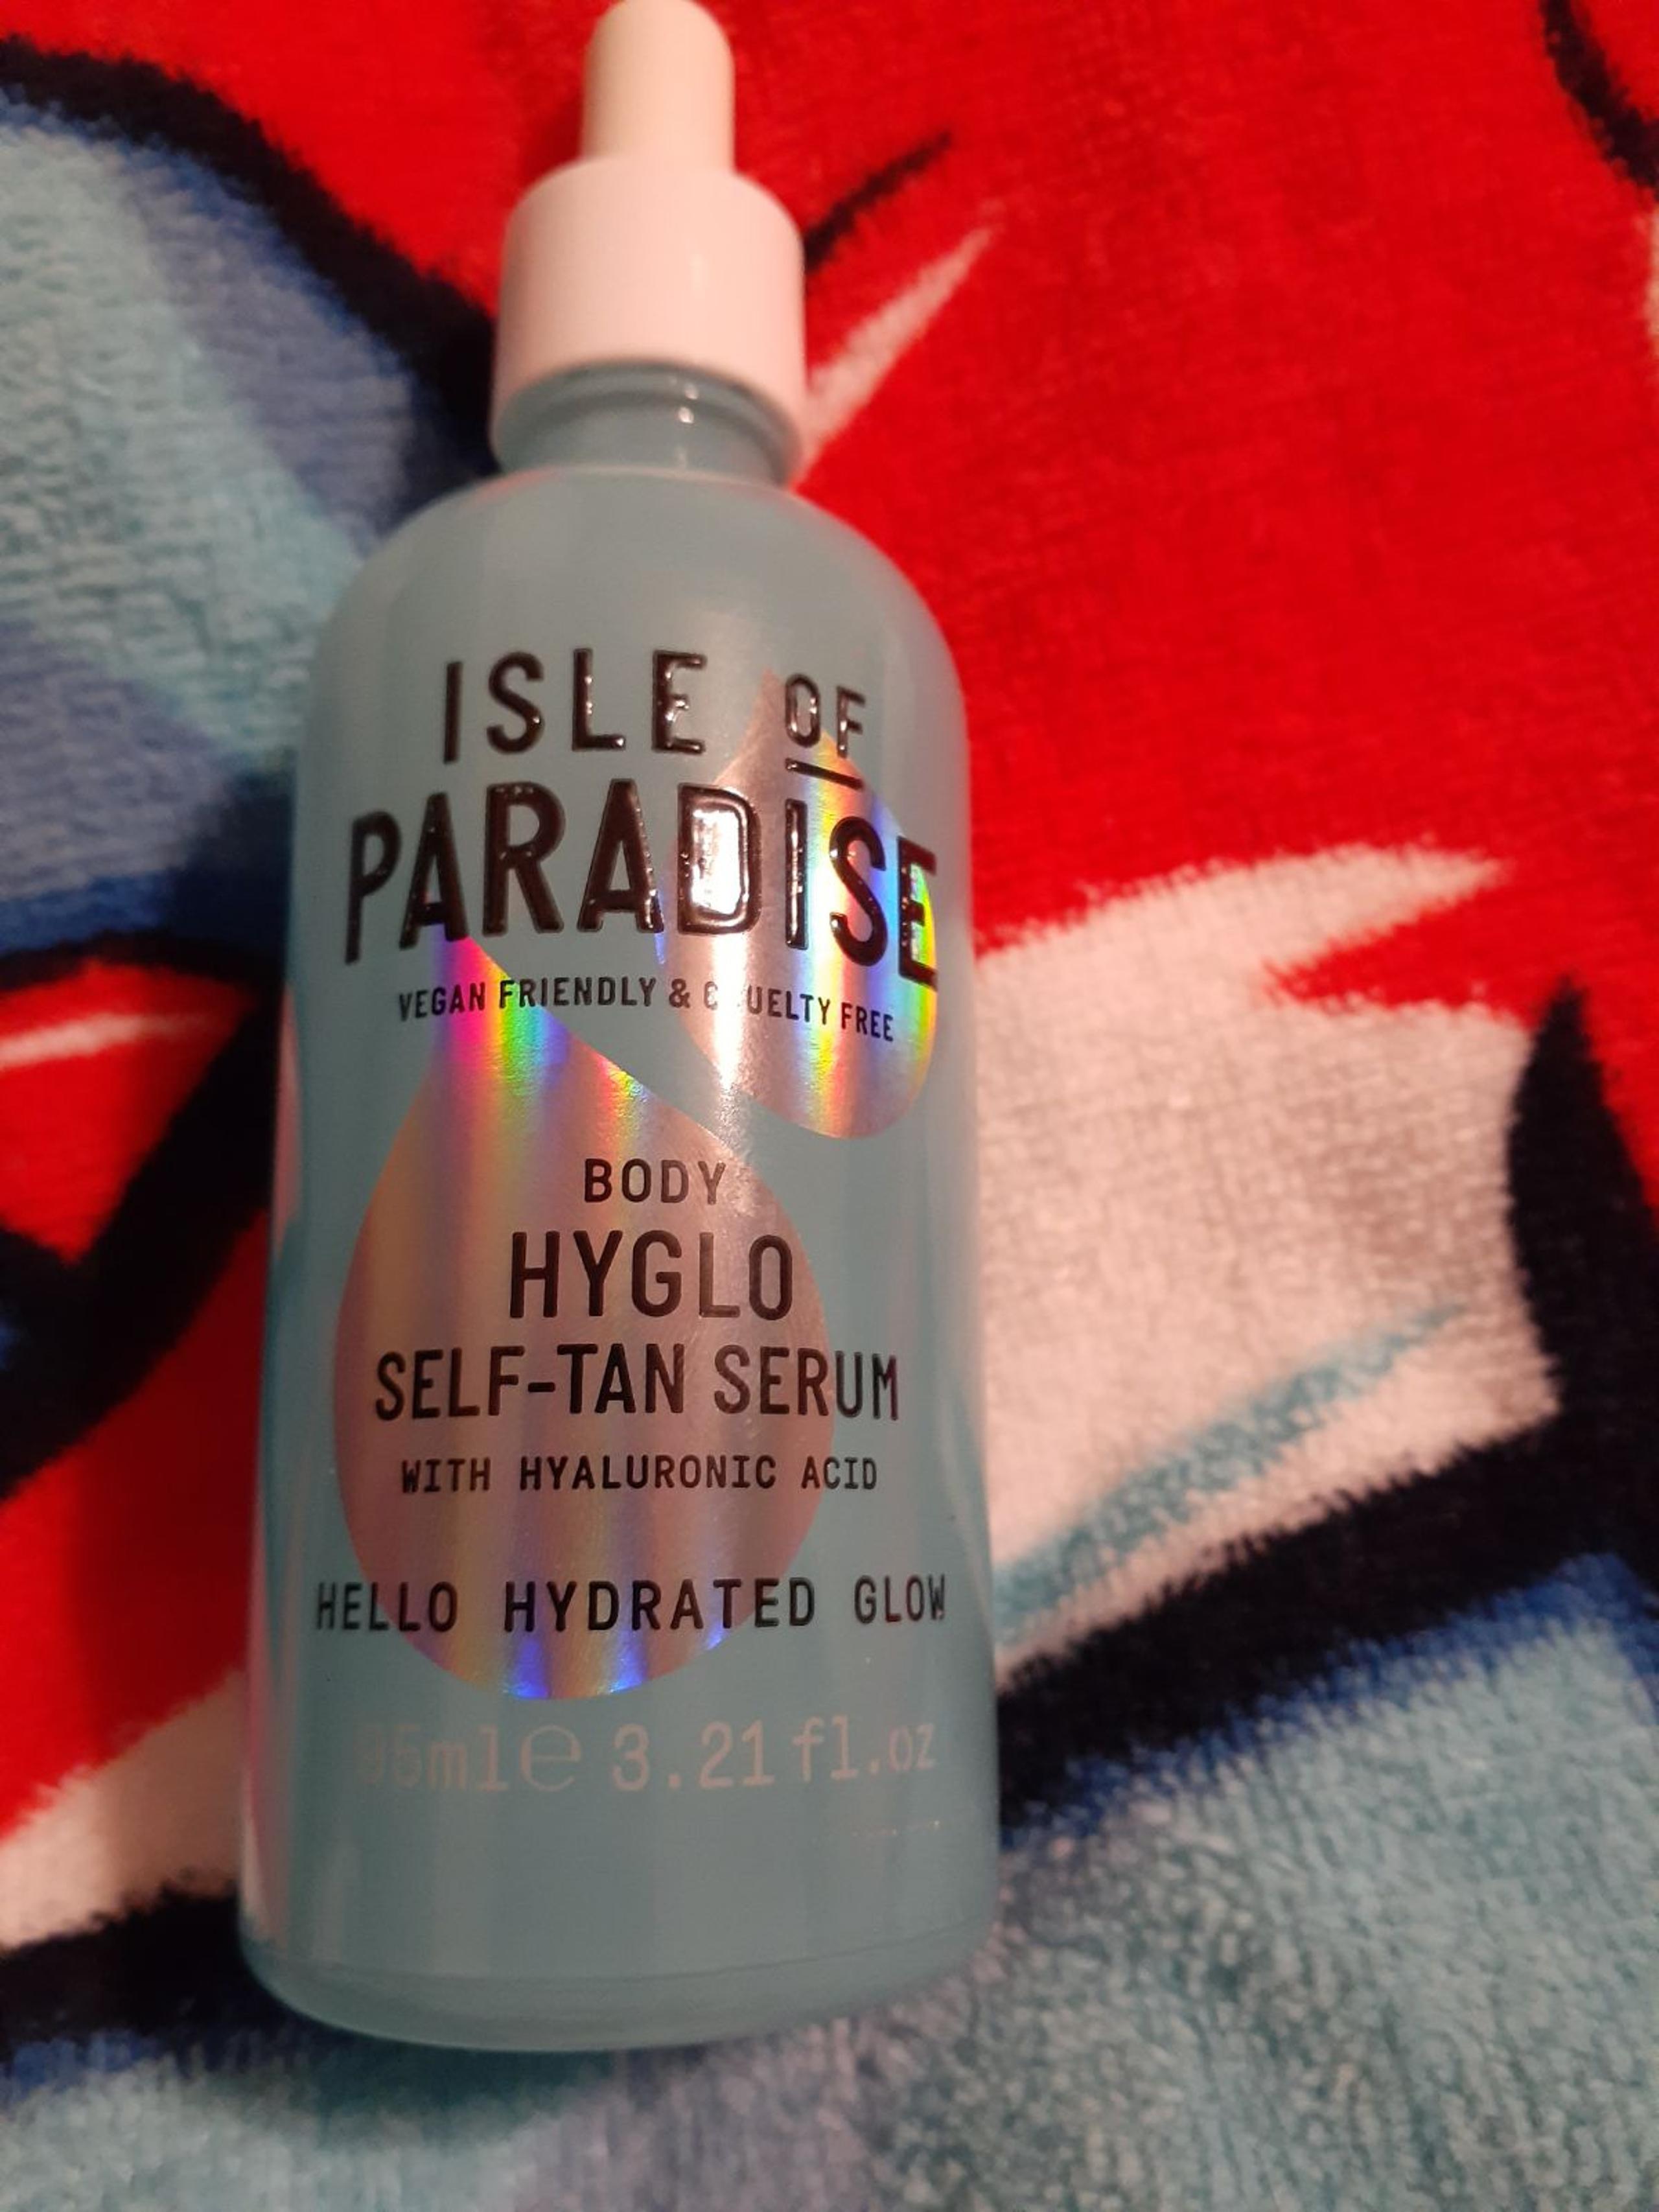 ISLE OF
PARADISE
VEGAN FRIENDLY & CRUELTY FREE
BODY
HYGLO
SELF-TAN SERUM
WITH HYALURONIC ACID
HELLO HYDRATED GLOW
95ml℮ 3.21 fl.oz